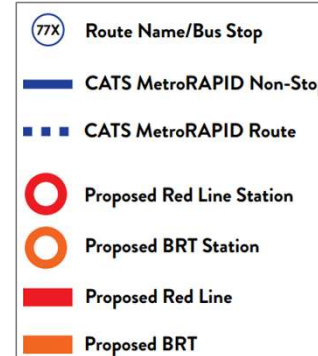 77X Route Name/Bus Stop
CATS MetroRAPID Non-Stop
CATS MetroRAPID Route
Proposed Red Line Station
Proposed BRT Station
Proposed Red Line
Proposed BRT